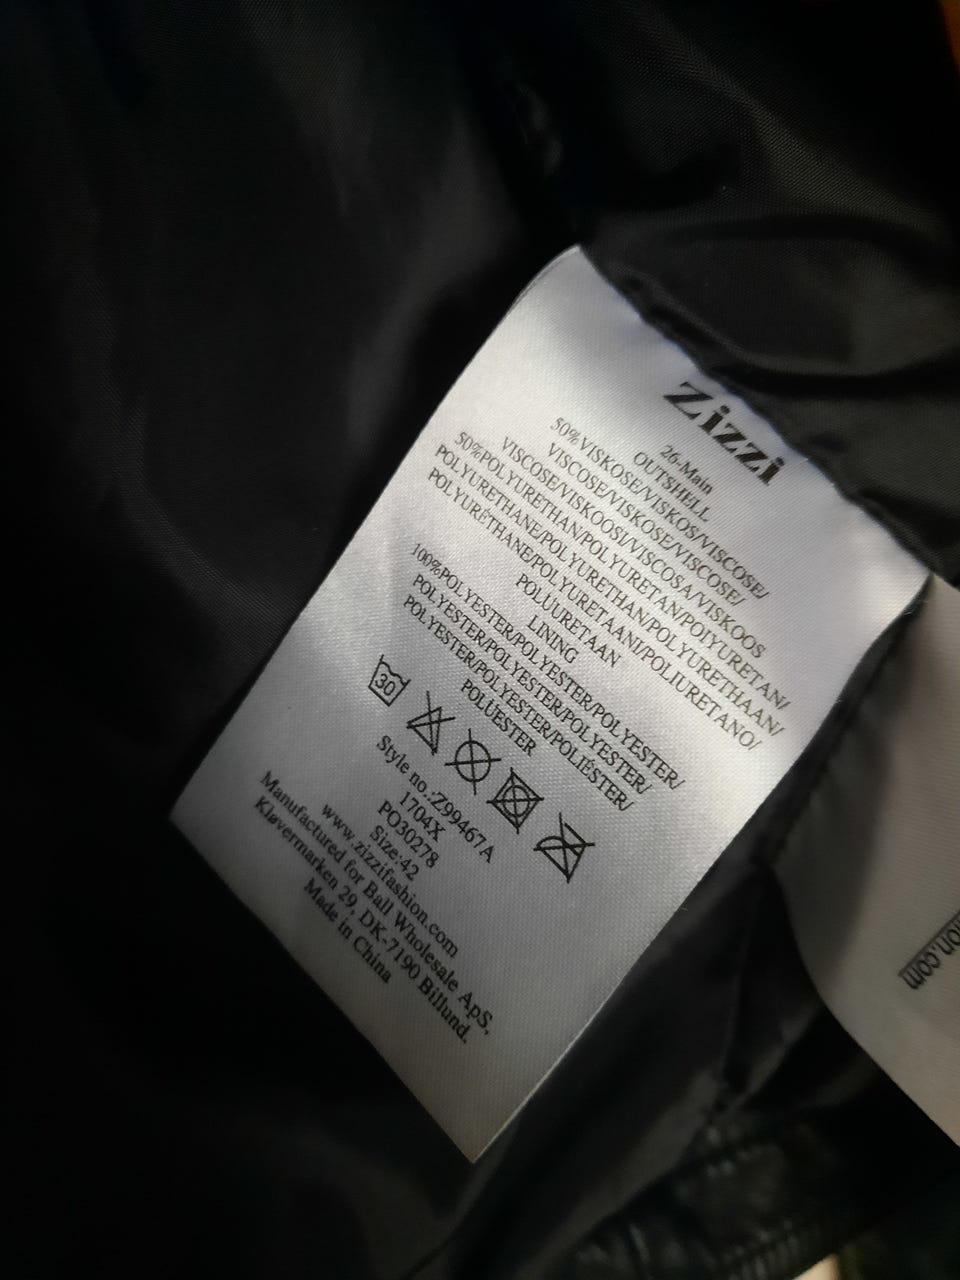 Zizzi
26-Main
OUTSHELL
50%VISKOSE/VISKOS/VISCOSE/
VISCOSE/VISKOSE/VISCOSE/
VISCOSE/VISKOOSI/VISCOSA/VISKOOS
50%POLYURETHAN/POLYURETAN/POIYURETAN/
POLYURETHANE/POLYURETHAN/POLYURETHAAN/
POLYURÉTHANE/POLYURETAANI/POLIURETANO/
POLÜURETAAN
LINING
100%POLYESTER/POLYESTER/POLYESTER/
POLYESTER/POLYESTER/POLYESTER/
POLYESTER/POLYESTER/POLIÉSTER/
POLÜESTER
30
Style no.:Z99467A
1704X
PO30278
Size:42
www.zizzifashion.com
Manufactured for Ball Wholesale ApS,
Kløvermarken 29, DK-7190 Billund.
Made in China
ion.com